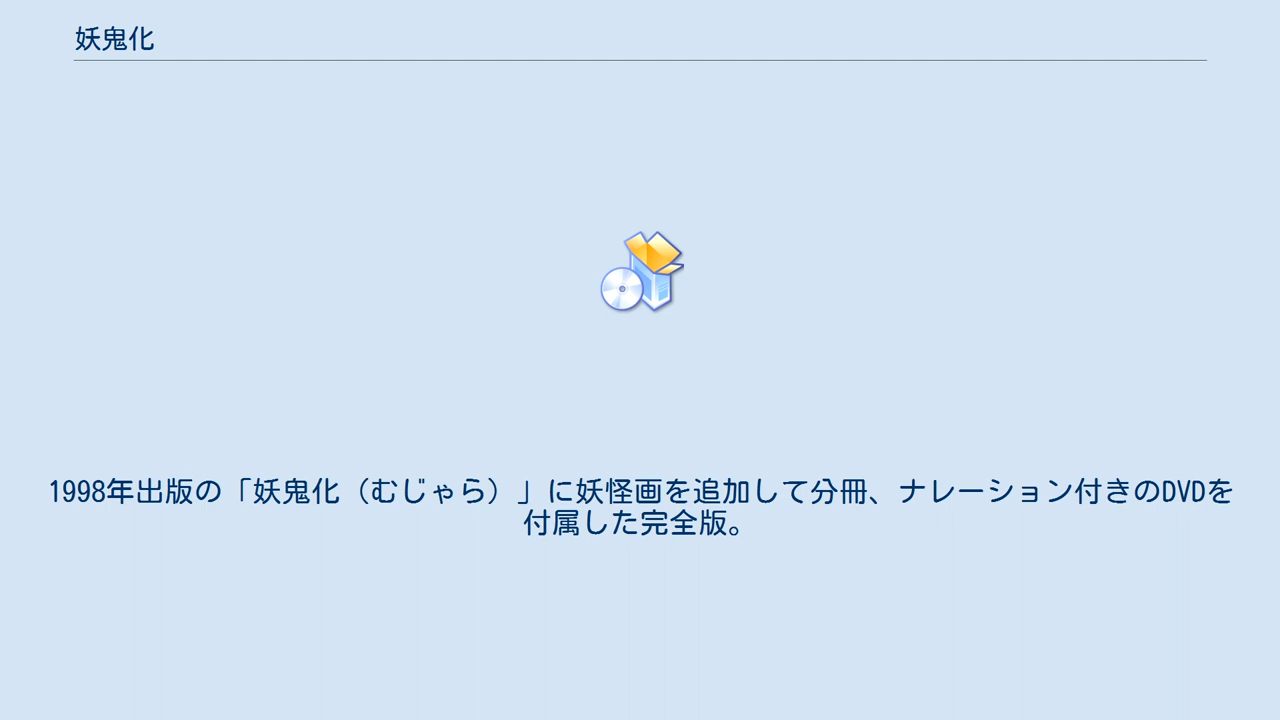 妖鬼化
1998年出版の「妖鬼化（むじゃら）」に妖怪画を追加して分冊、ナレーション付きのDVDを
付属した完全版。